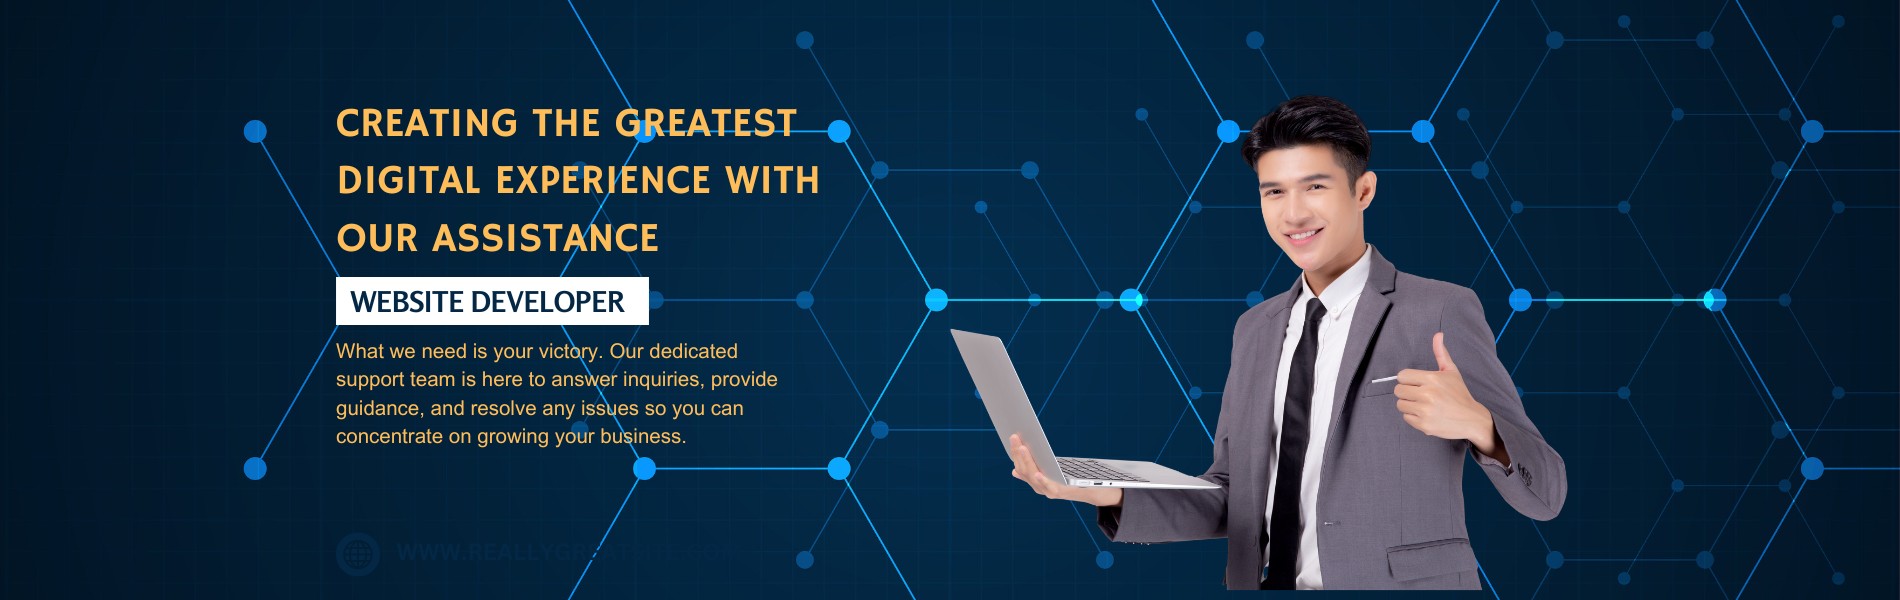 CREATING THE GREATEST
DIGITAL EXPERIENCE WITH
OUR ASSISTANCE
WEBSITE DEVELOPER
What we need is your victory. Our dedicated
support team is here to answer inquiries, provide
guidance, and resolve any issues so you can
concentrate on growing your business.